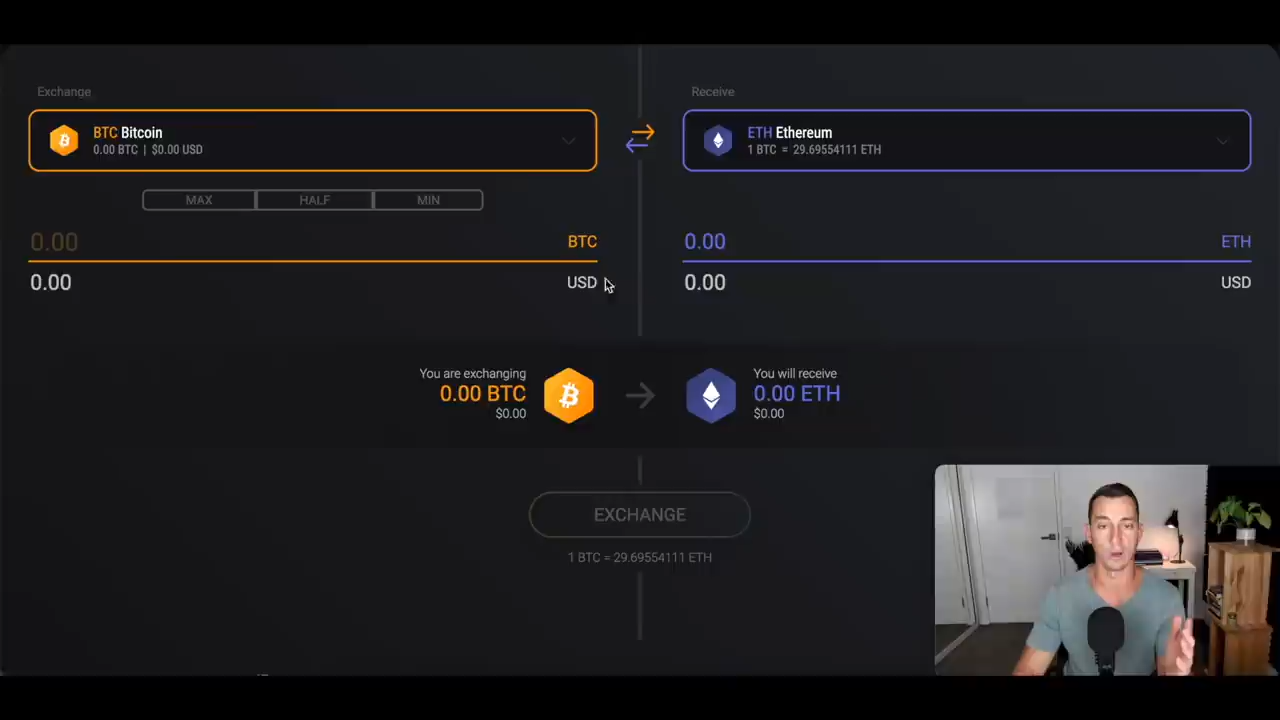 Exchange
Receive
BTC Bitcoin
0.00 BTC | $0.00 USD
ETH Ethereum
1 BTC = 29.69554111 ETH
MAX
HALF
MIN
0.00
BTC
0.00
ETH
0.00
USD
0.00
USD
You are exchanging
0.00 BTC
$0.00
You will receive
0.00 ETH
$0.00
EXCHANGE
1 BTC = 29.69554111 ETH